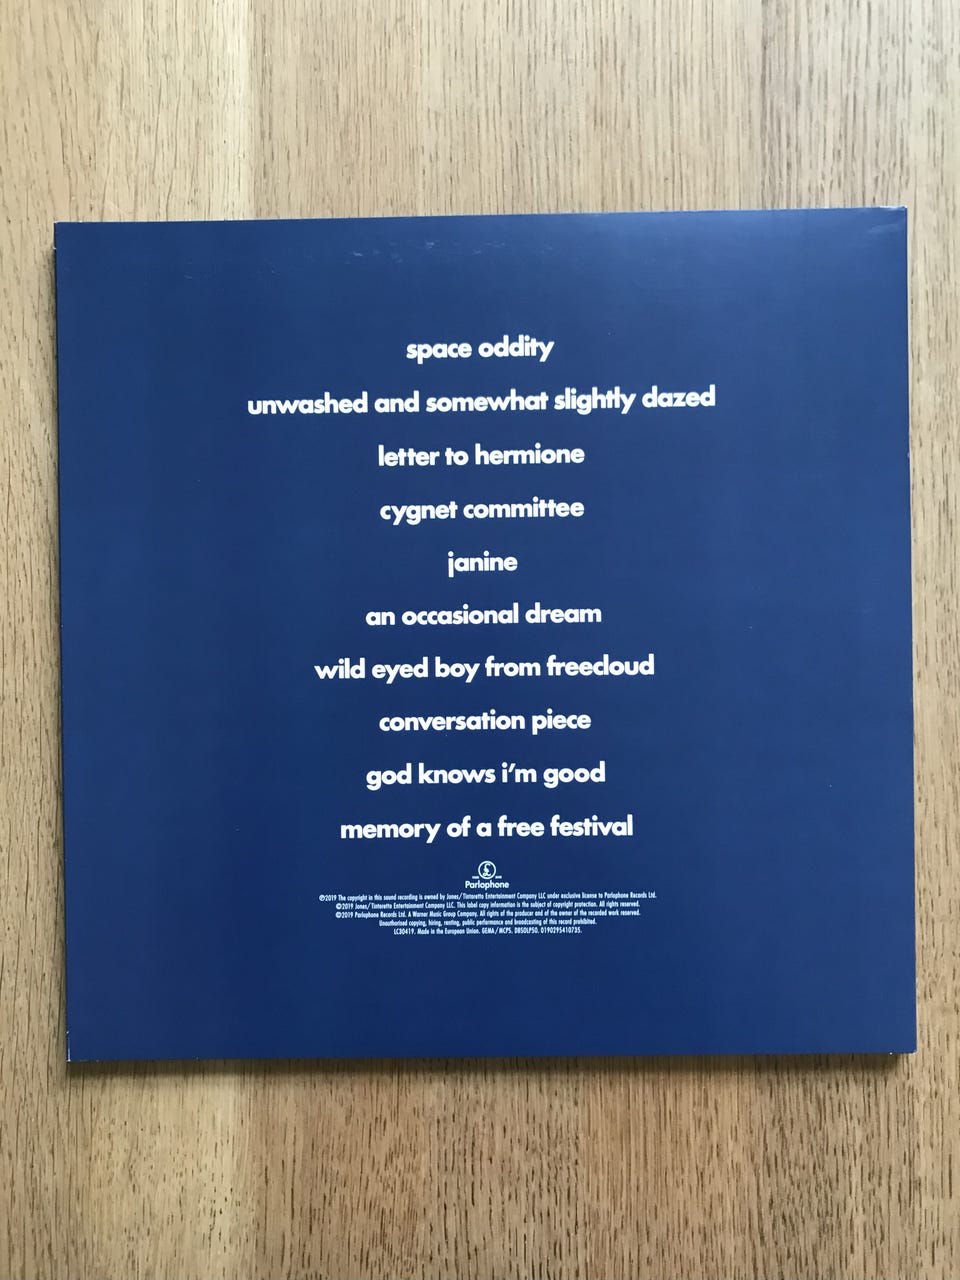 space oddity
unwashed and somewhat slightly dazed
letter to hermione
cygnet committee
janine
an occasional dream
wild eyed boy from freecloud
conversation piece
god knows i'm good
memory of a free festival
£
Parlophone
℗2019 The copyright in this sound recording is owned by Jones/Tintoretto Entertainment Company LLC under exclusive license to Parlophone Records Ltd.
©2019 Jones/Tintoretto Entertainment Company LLC. This label copy information is the subject of copyright protection. All rights reserved.
©2019 Parlophone Records Ltd. A Warner Music Group Company. All rights of the producer and of the owner of the recorded work reserved.
Unauthorised copying, hiring, renting, public performance and broadcasting of this record prohibited.
LC30419. Made in the European Union. GEMA/MCPS. DBSOLP50. 0190295410735.